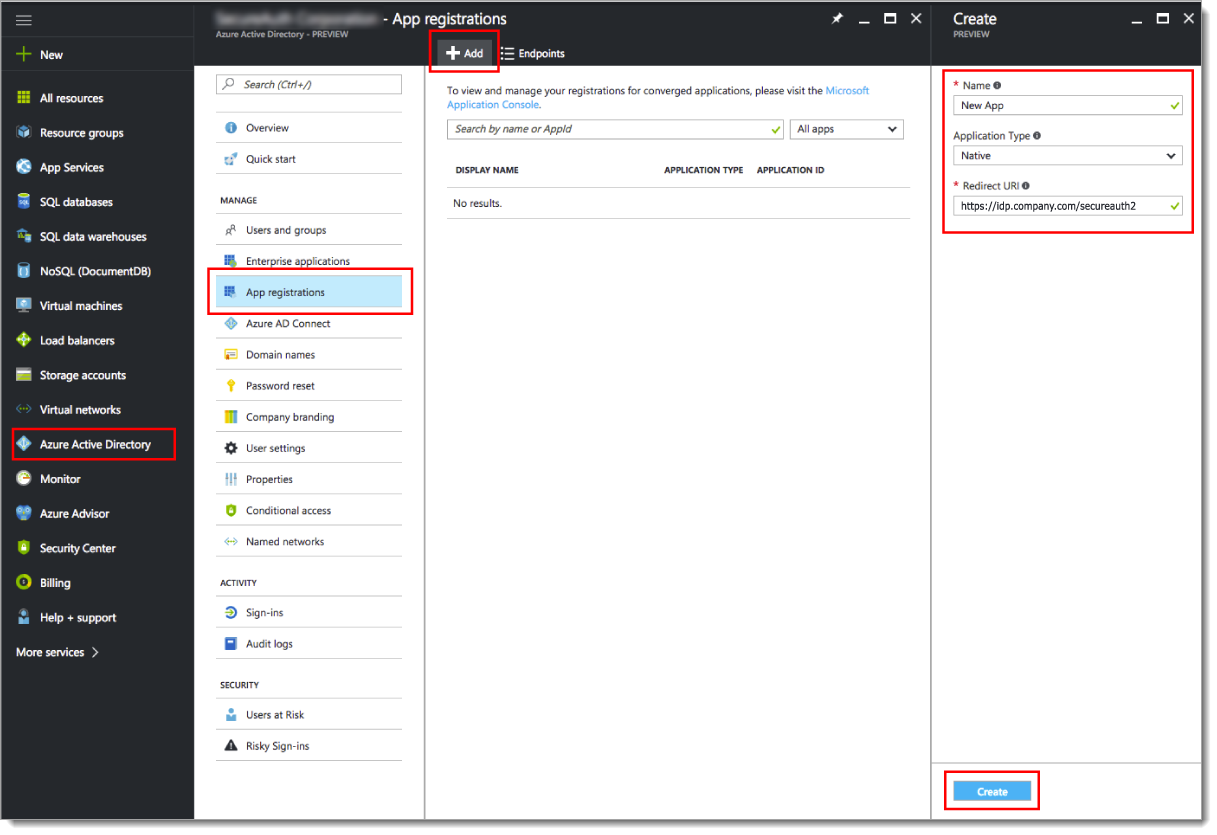 New
All resources
Resource groups
App Services
SQL databases
SQL data warehouses
NoSQL (DocumentDB)
Virtual machines
Load balancers
Storage accounts
Virtual networks
Azure Active Directory
Monitor
Azure Advisor
Security Center
Billing
Help + support
More services
- App registrations
Azure Active Directory - PREVIEW
Search (Ctrl+/)
Overview
Quick start
MANAGE
Users and groups
Enterprise applications
App registrations
Azure AD Connect
Domain names
Password reset
Company branding
User settings
Properties
Conditional access
Named networks
ACTIVITY
Sign-ins
Audit logs
SECURITY
Users at Risk
Risky Sign-ins
Add Endpoints
To view and manage your registrations for converged applications, please visit the Microsoft
Application Console.
Search by name or AppId All apps
DISPLAY NAME APPLICATION TYPE APPLICATION ID
No results.
Create
PREVIEW
* Name
New App
Application Type
Native
* Redirect URI
https://idp.company.com/secureauth2
Create